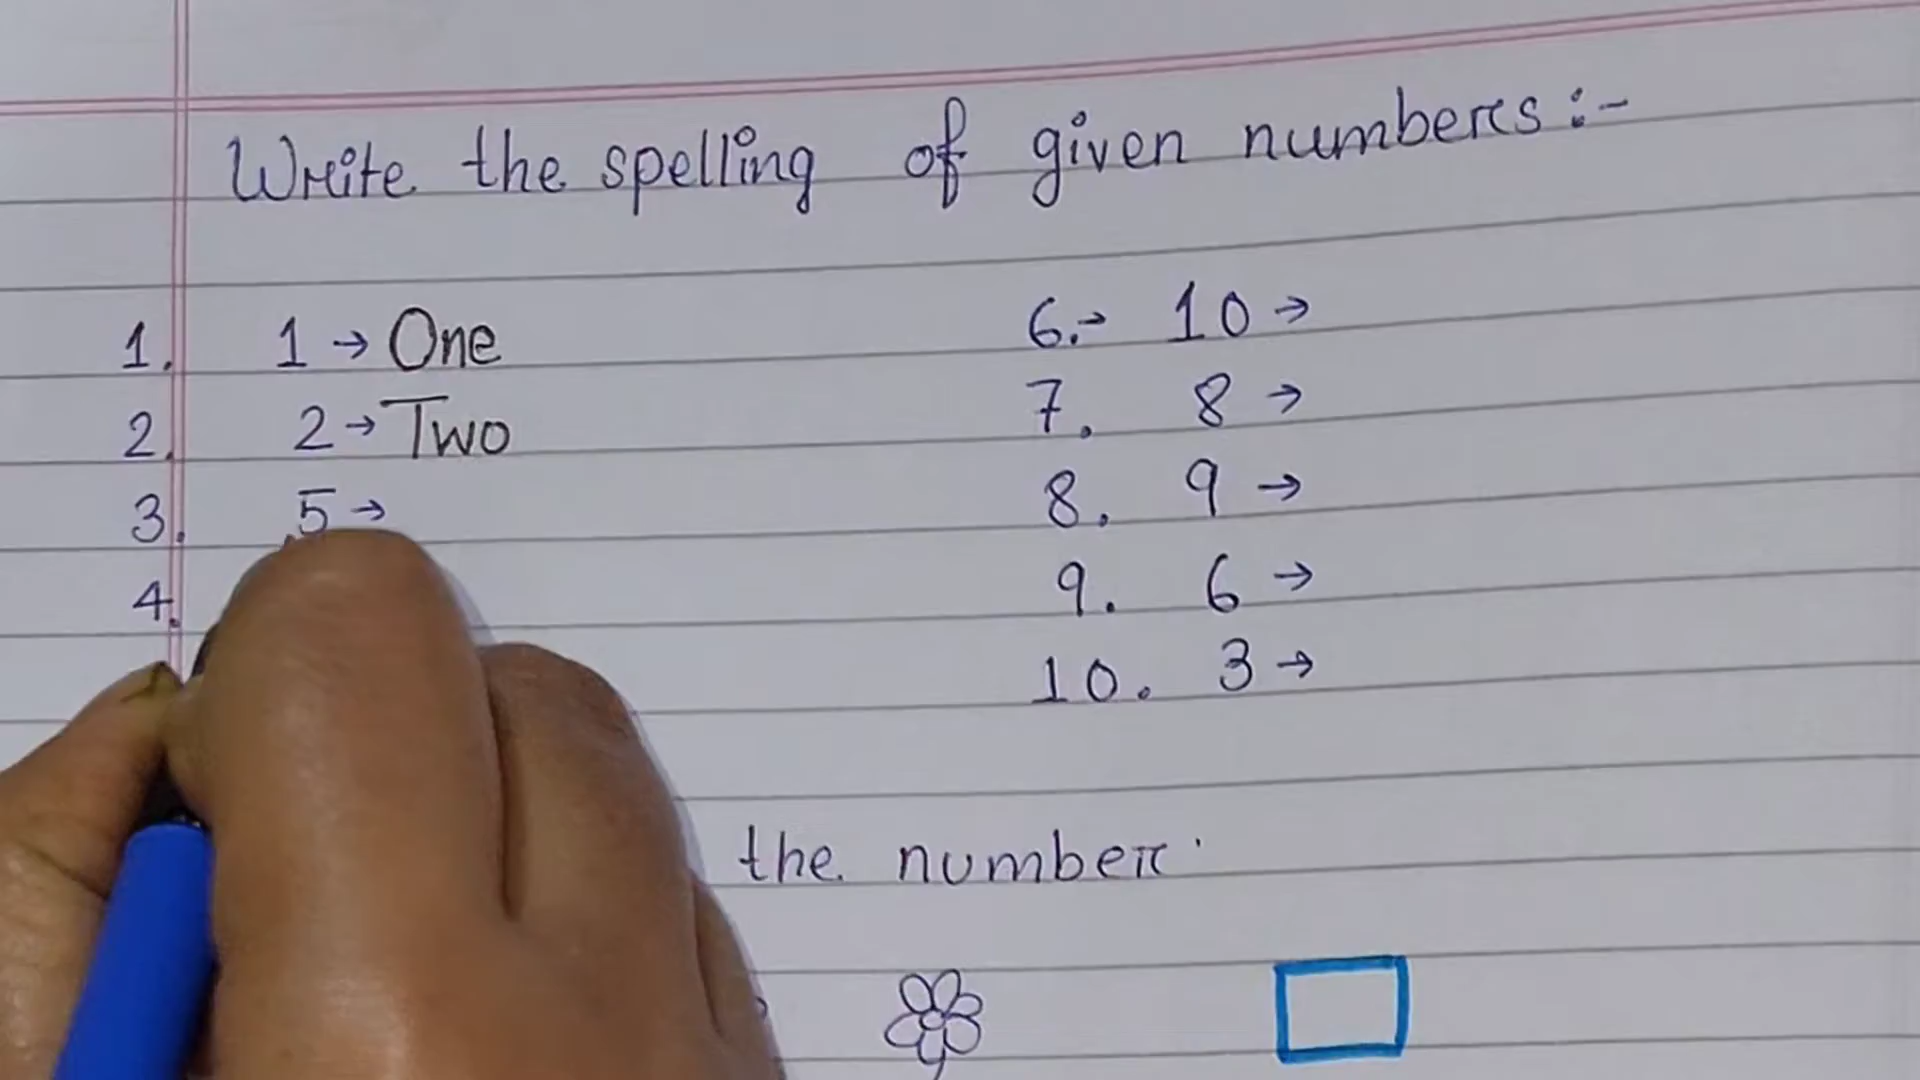 Write the spelling of given numbers:-
1. 1 → One
2. 2 → Two
3. 5 →
4.
6.→ 10 →
7. 8 →
8. 9 →
9. 6 →
10. 3 →
the number